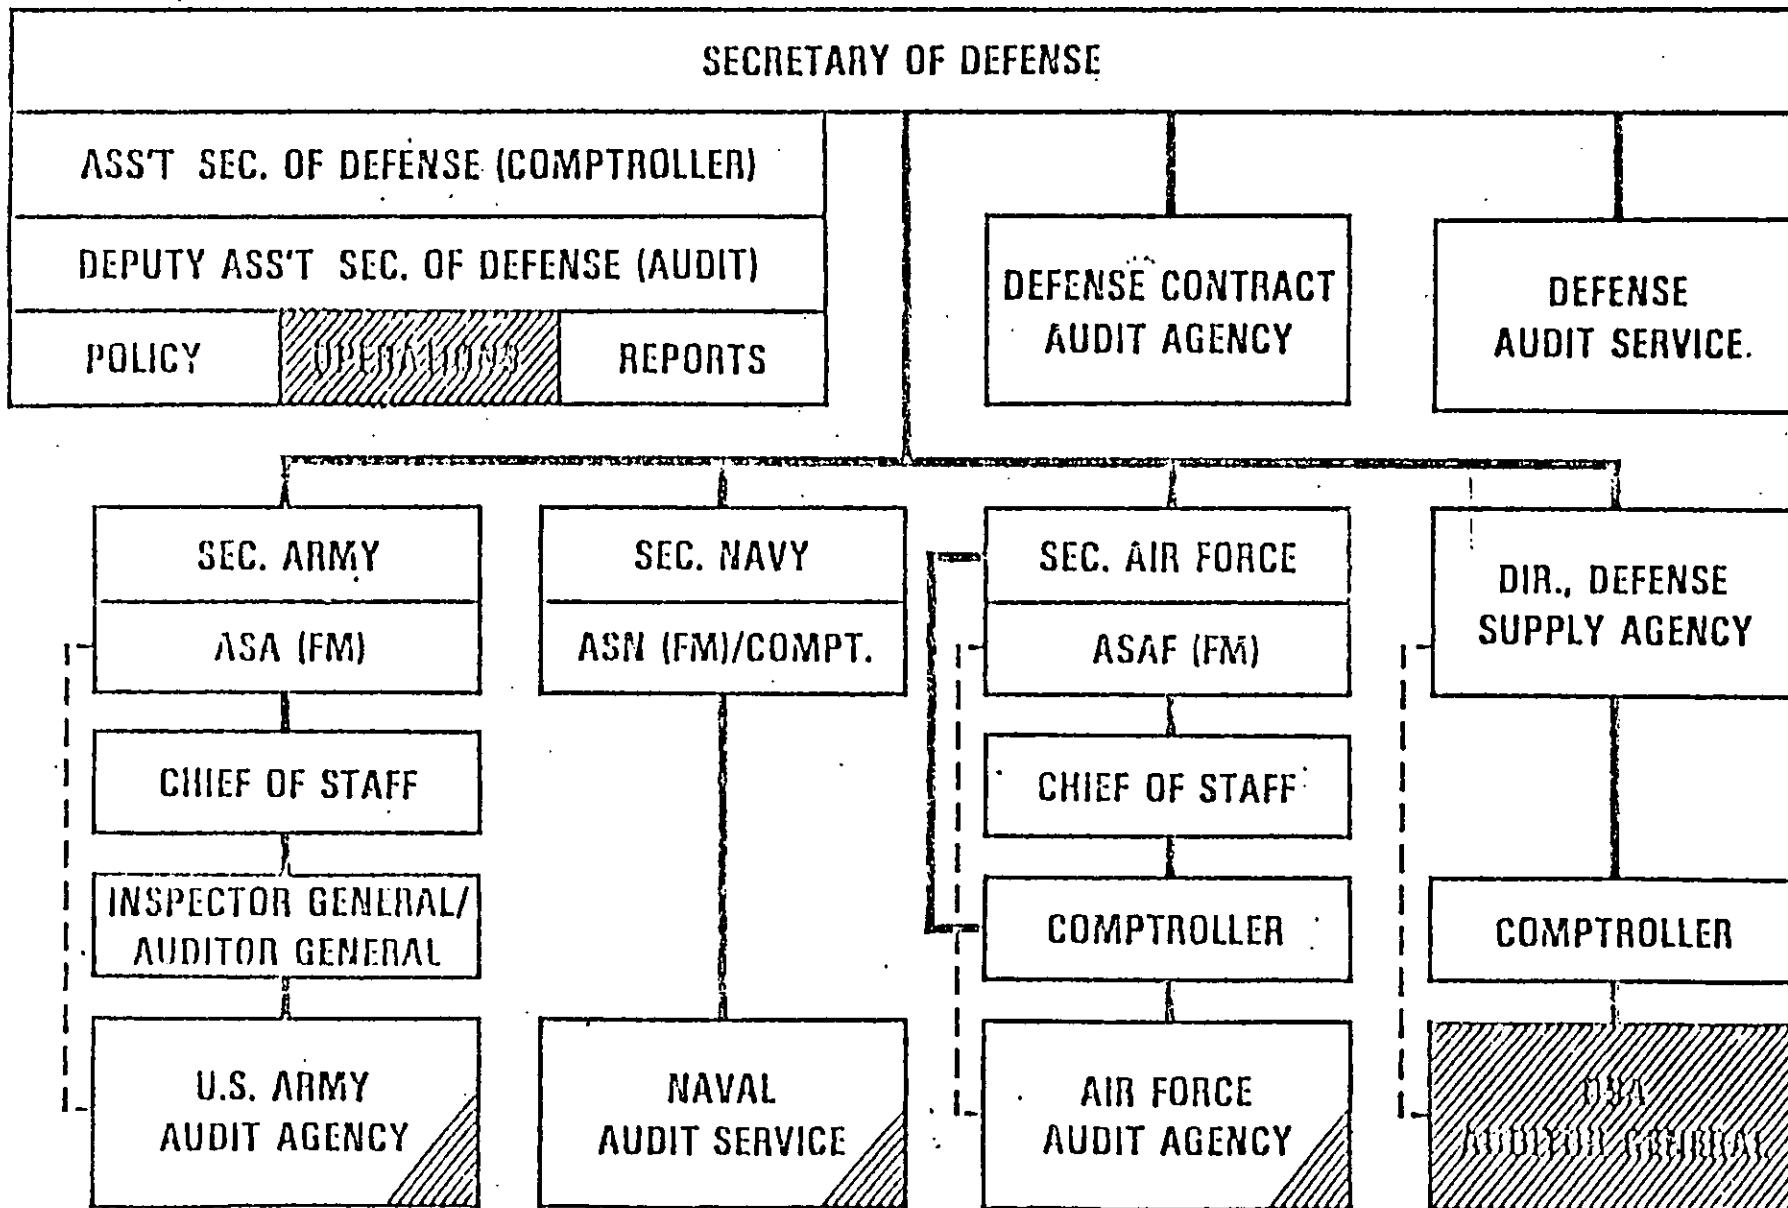 SECRETARY OF DEFENSE
ASS'T SEC. OF DEFENSE (COMPTROLLER)
DEPUTY ASS'T SEC. OF DEFENSE (AUDIT)
POLICY
OPERATIONS
REPORTS
DEFENSE CONTRACT
AUDIT AGENCY
DEFENSE
AUDIT SERVICE.
SEC. ARMY
ASA (FM)
CHIEF OF STAFF
INSPECTOR GENERAL/
AUDITOR GENERAL
U.S. ARMY
AUDIT AGENCY
SEC. NAVY
ASN (FM)/COMPT.
NAVAL
AUDIT SERVICE
SEC. AIR FORCE
ASAF (FM)
CHIEF OF STAFF
COMPTROLLER
AIR FORCE
AUDIT AGENCY
DIR., DEFENSE
SUPPLY AGENCY
COMPTROLLER
AUDITOR GENERAL